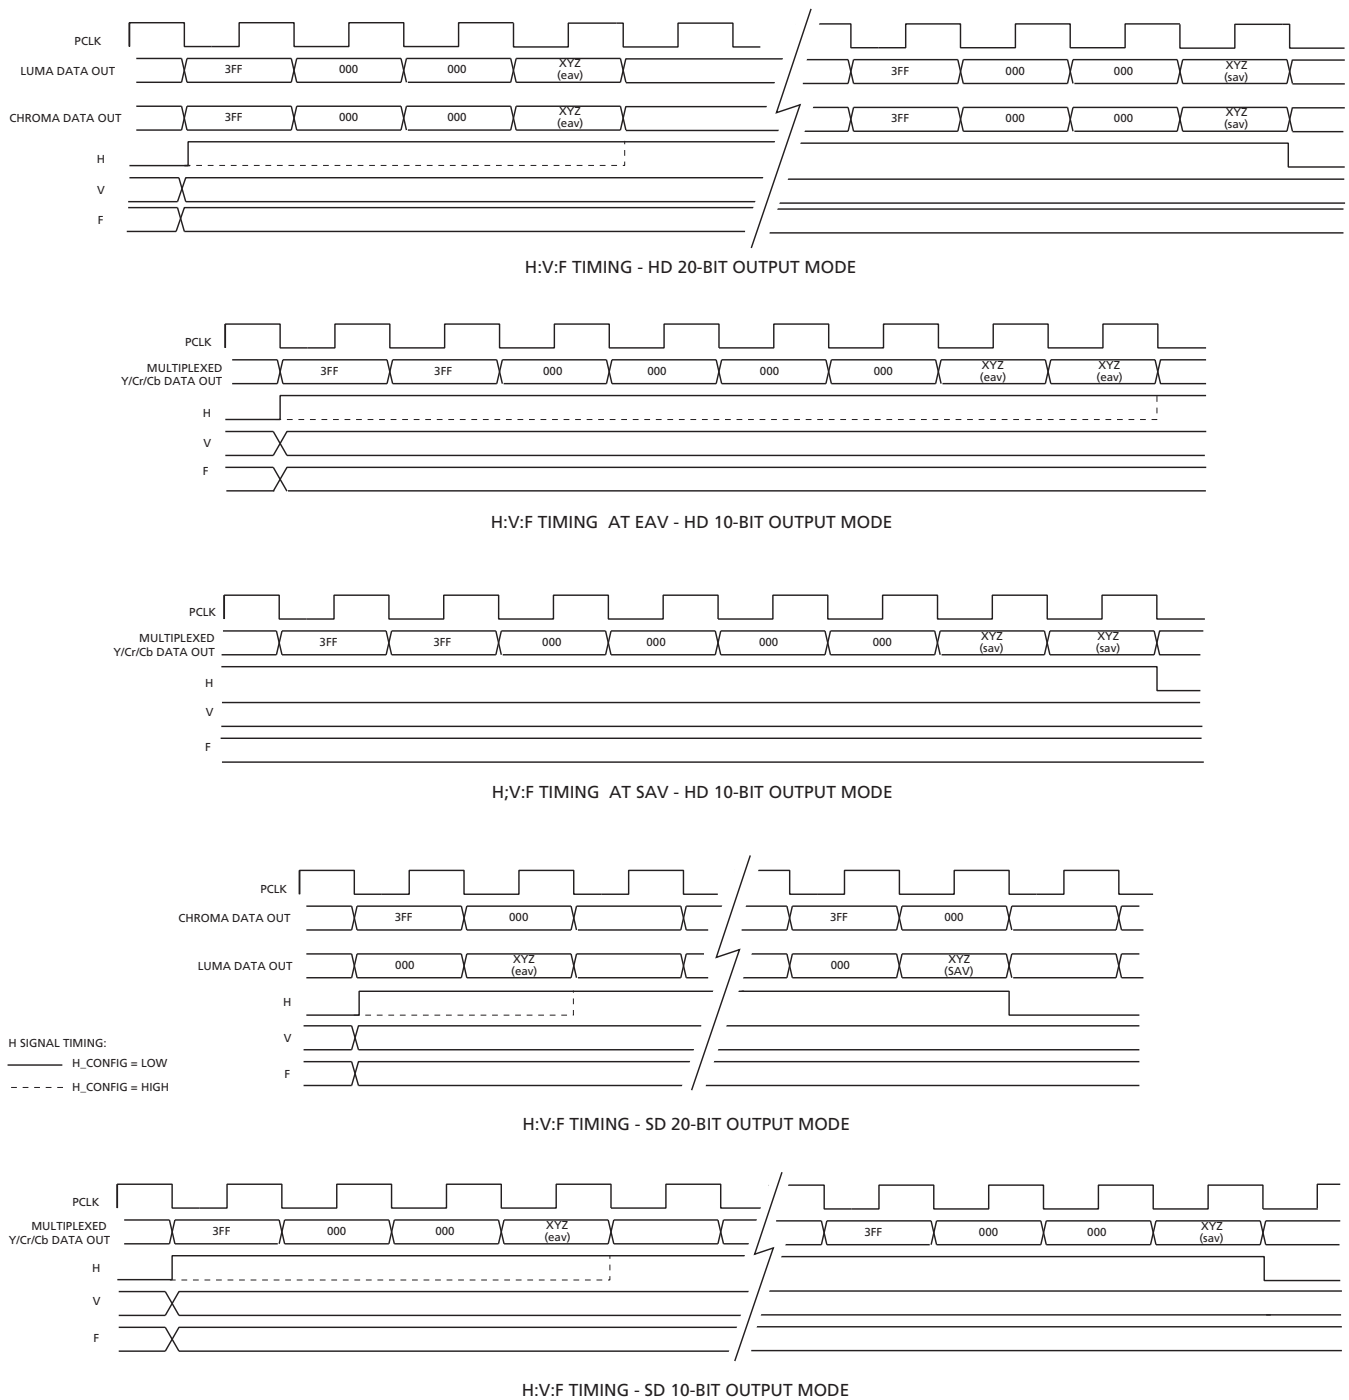 PCLK
LUMA DATA OUT 3FF 000 000 XYZ (eav) 3FF 000 000 XYZ (sav)
CHROMA DATA OUT 3FF 000 000 XYZ (eav) 3FF 000 000 XYZ (sav)
H
V
F
H:V:F TIMING - HD 20-BIT OUTPUT MODE
PCLK
MULTIPLEXED
Y/Cr/Cb DATA OUT 3FF 3FF 000 000 000 000 XYZ (eav) XYZ (eav)
H
V
F
H:V:F TIMING AT EAV - HD 10-BIT OUTPUT MODE
PCLK
MULTIPLEXED
Y/Cr/Cb DATA OUT 3FF 3FF 000 000 000 000 XYZ (sav) XYZ (sav)
H
V
F
H;V:F TIMING AT SAV - HD 10-BIT OUTPUT MODE
PCLK
CHROMA DATA OUT 3FF 000 3FF 000
LUMA DATA OUT 000 XYZ (eav) 000 XYZ (SAV)
H
V
F
H SIGNAL TIMING:
H_CONFIG = LOW
H_CONFIG = HIGH
H:V:F TIMING - SD 20-BIT OUTPUT MODE
PCLK
MULTIPLEXED
Y/Cr/Cb DATA OUT 3FF 000 000 XYZ (eav) 3FF 000 000 XYZ (sav)
H
V
F
H:V:F TIMING - SD 10-BIT OUTPUT MODE